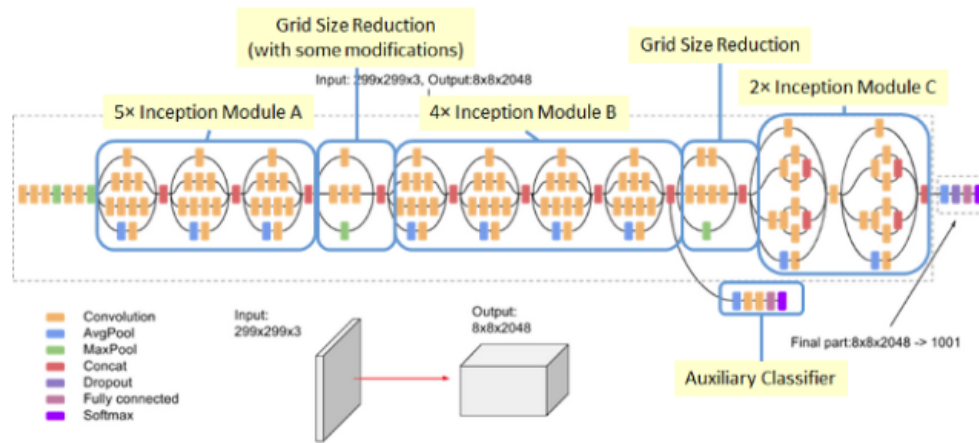 Grid Size Reduction
(with some modifications)
Grid Size Reduction
Input: 299x299x3, Output:8x8x2048
5× Inception Module A
4× Inception Module B
2× Inception Module C
Convolution
AvgPool
MaxPool
Concat
Dropout
Fully connected
Softmax
Input:
299x299x3
Output:
8x8x2048
Final part:8x8x2048 -> 1001
Auxiliary Classifier